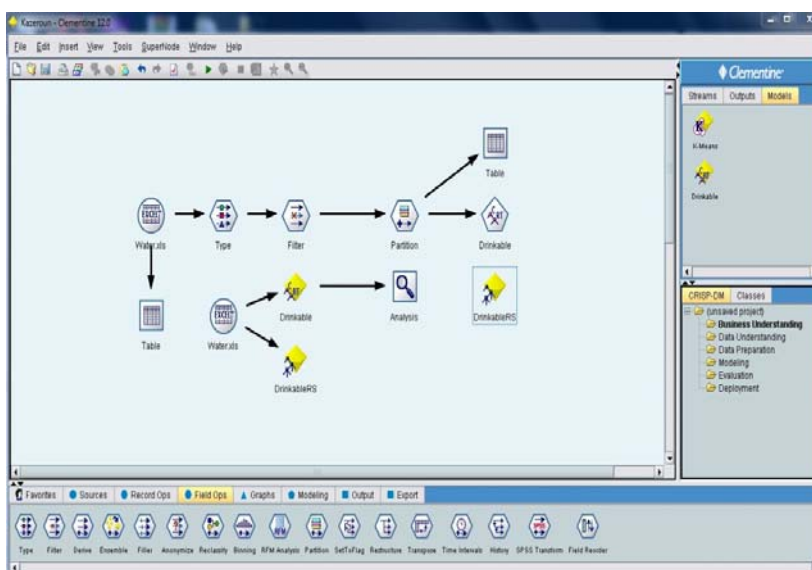 Kazeroun - Clementine 12.0
File Edit Insert View Tools SuperNode Window Help
Clementine
Streams Outputs Models
K-Means
Drinkable
Table
Water.xls Type Filter Partition Drinkable
Table Water.xls Drinkable Analysis DrinkableRS
DrinkableRS
CRISP-DM Classes
(unsaved project)
Business Understanding
Data Understanding
Data Preparation
Modeling
Evaluation
Deployment
Favorites Sources Record Ops Field Ops Graphs Modeling Output Export
Type Filter Derive Ensemble Filler Anonymize Reclassify Binning RFM Analysis Partition SetToFlag Restructure Transpose Time Intervals History SPSS Transform Field Reorder